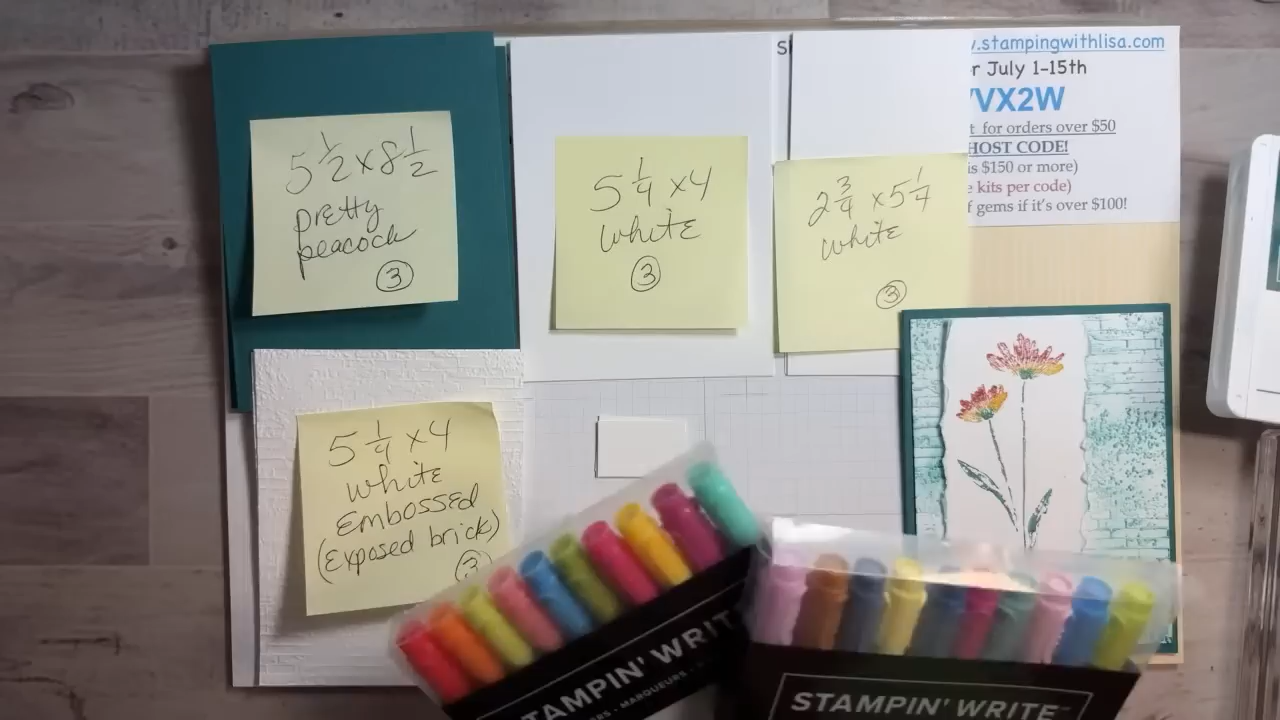 5 1/2 x 8 1/2
pretty
peacock
3
5 1/4 x 4
white
3
2 3/4 x 5 1/4
white
3
.stampingwithlisa.com
r July 1-15th
VX2W
t for orders over $50
HOST CODE!
is $150 or more)
kits per code)
f gems if it's over $100!
5 1/4 x 4
white
Embossed
(Exposed brick)
3
STAMPIN' WRITE
MARQUEURS
STAMPIN' WRITE